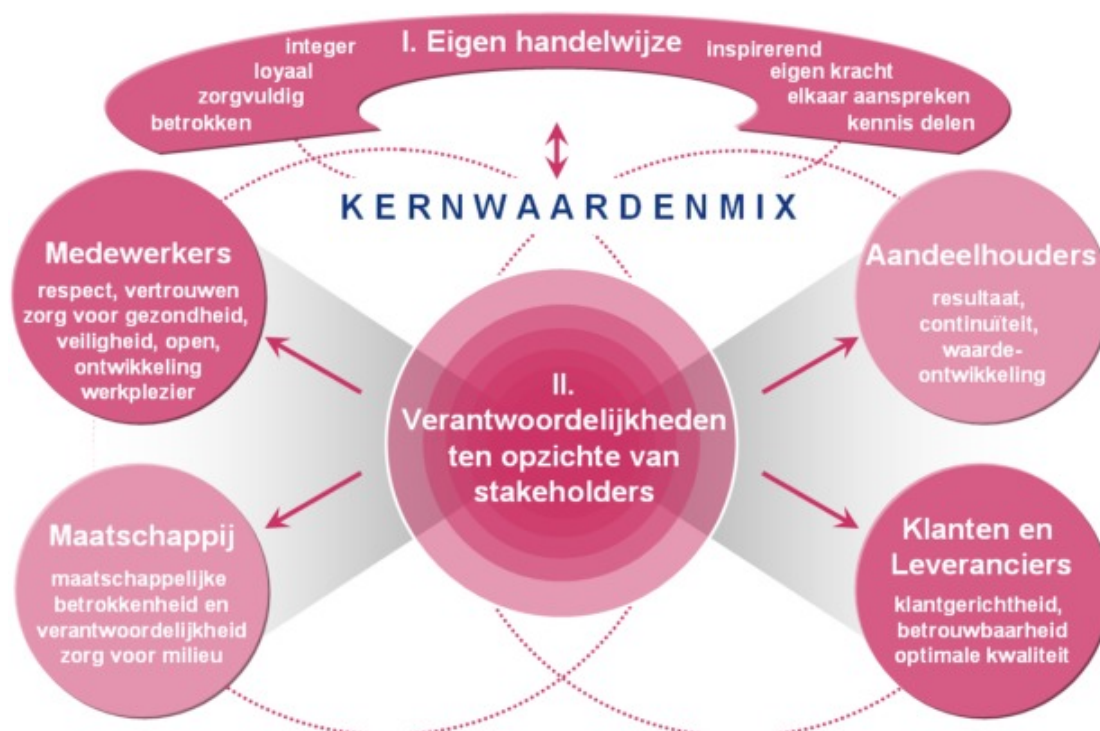 I. Eigen handelwijze
integer
loyaal
zorgvuldig
betrokken
inspirerend
eigen kracht
elkaar aanspreken
kennis delen
KERNWAARDENMIX
Medewerkers
respect, vertrouwen
zorg voor gezondheid,
veiligheid, open,
ontwikkeling
werkplezier
Aandeelhouders
resultaat,
continuïteit,
waarde-
ontwikkeling
II.
Verantwoordelijkheden
ten opzichte van
stakeholders
Maatschappij
maatschappelijke
betrokkenheid en
verantwoordelijkheid
zorg voor milieu
Klanten en
Leveranciers
klantgerichtheid,
betrouwbaarheid
optimale kwaliteit